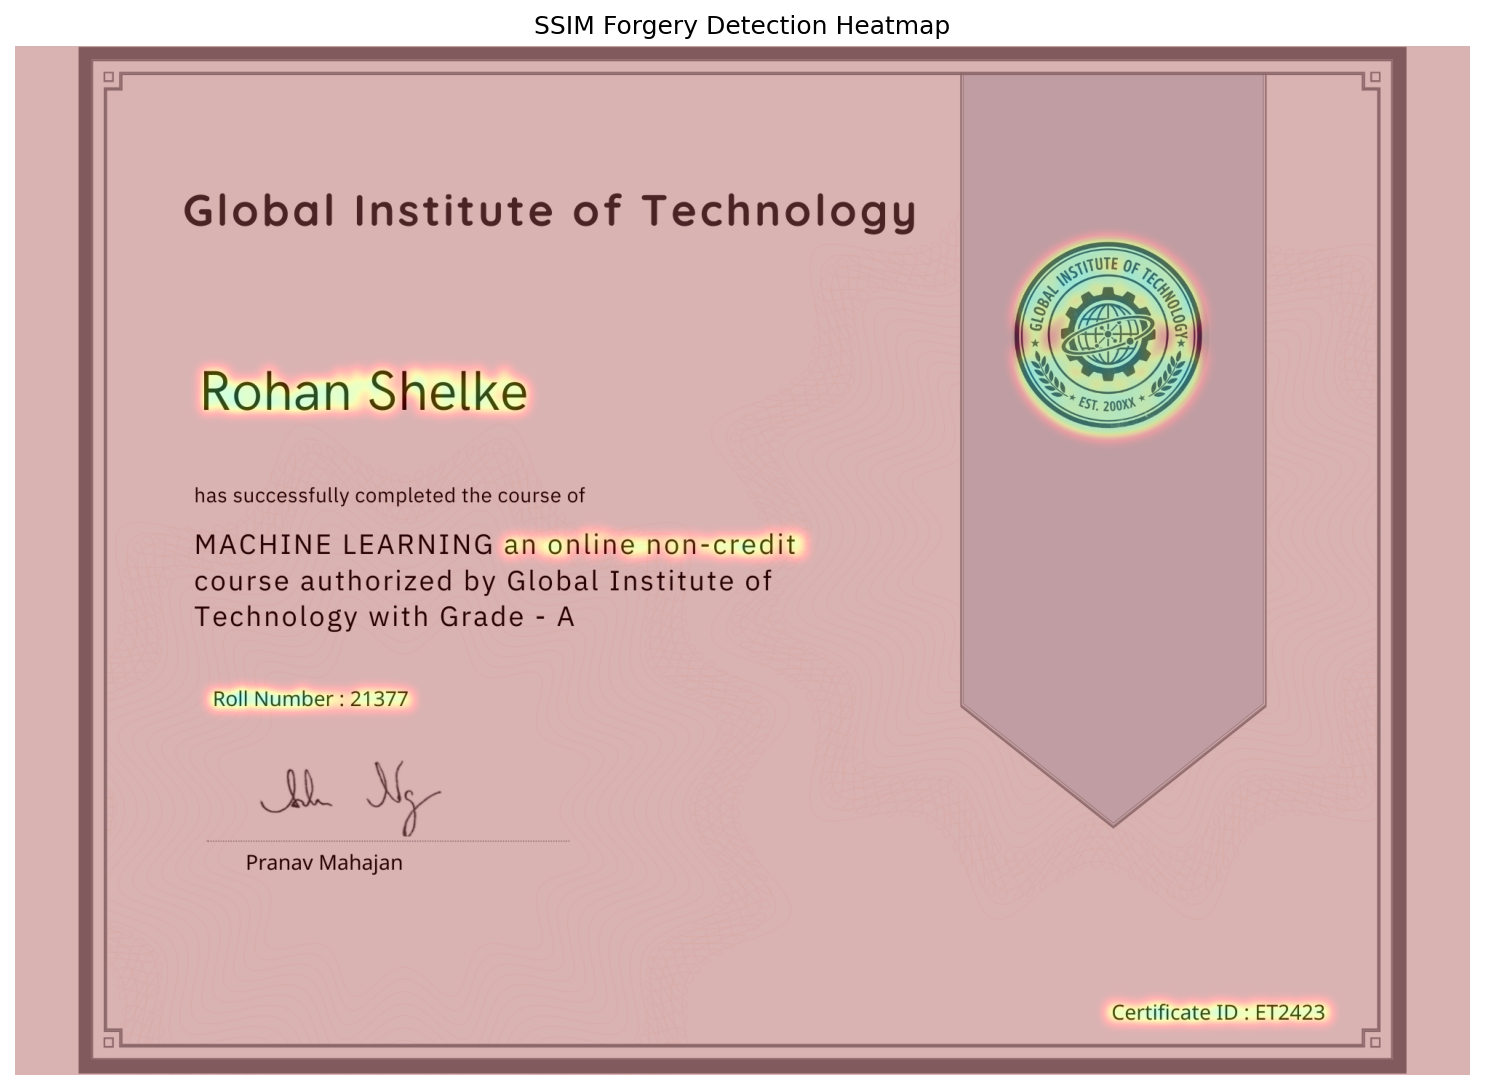 SSIM Forgery Detection Heatmap
Global Institute of Technology
GLOBAL INSTITUTE OF TECHNOLOGY
EST. 200XX
Rohan Shelke
has successfully completed the course of
MACHINE LEARNING an online non-credit
course authorized by Global Institute of
Technology with Grade - A
Roll Number : 21377
Pranav Mahajan
Certificate ID : ET2423